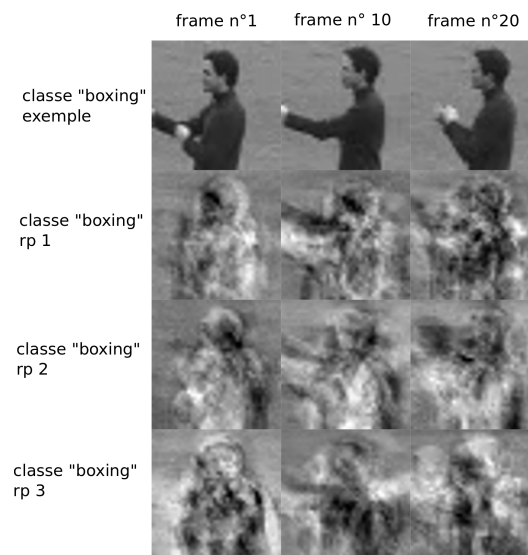 frame n°1
frame n° 10
frame n°20
classe "boxing"
exemple
classe "boxing"
rp 1
classe "boxing"
rp 2
classe "boxing"
rp 3